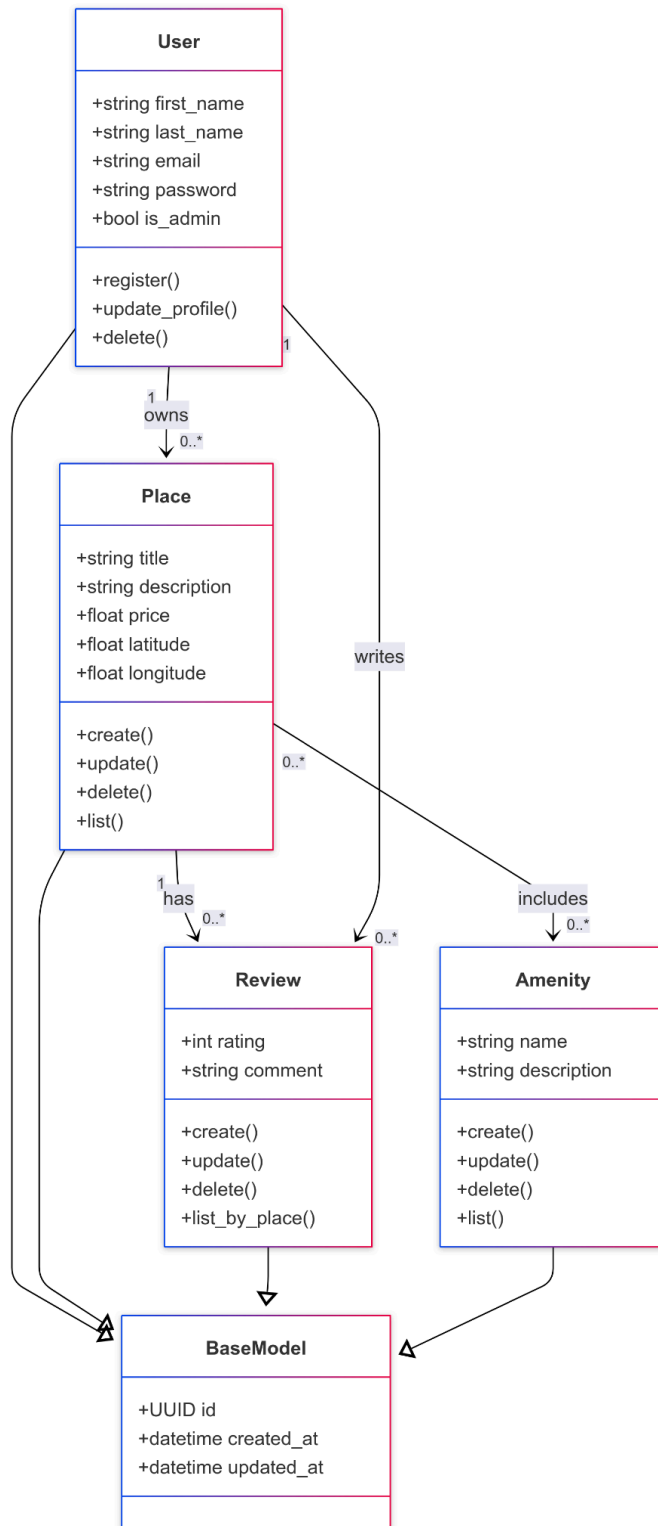 User
+string first_name
+string last_name
+string email
+string password
+bool is_admin
+register()
+update_profile()
+delete()
1
1
owns
0..*
Place
+string title
+string description
+float price
+float latitude
+float longitude
writes
+create()
+update()
+delete()
+list()
0..*
1
has
0..*
includes
0..*
0..*
Review
+int rating
+string comment
+create()
+update()
+delete()
+list_by_place()
Amenity
+string name
+string description
+create()
+update()
+delete()
+list()
BaseModel
+UUID id
+datetime created_at
+datetime updated_at